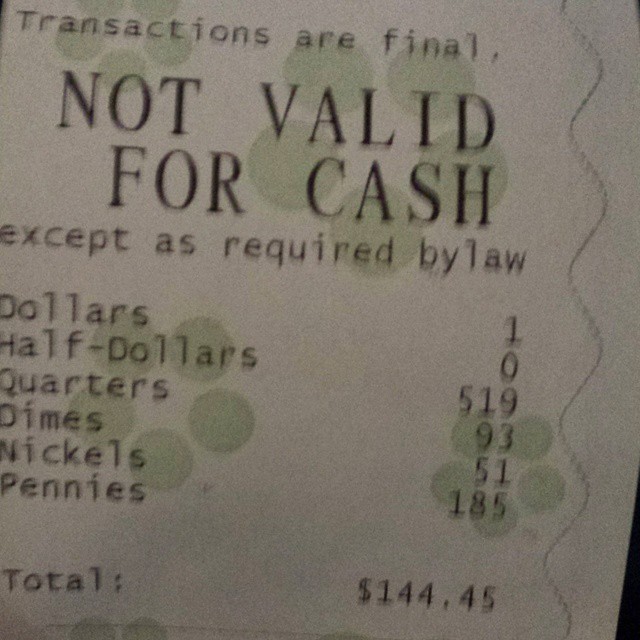 Transactions are final,
NOT VALID
FOR CASH
except as required bylaw
Dollars 1
Half-Dollars 0
Quarters 519
Dimes 93
Nickels 51
Pennies 185
Total: $144.45